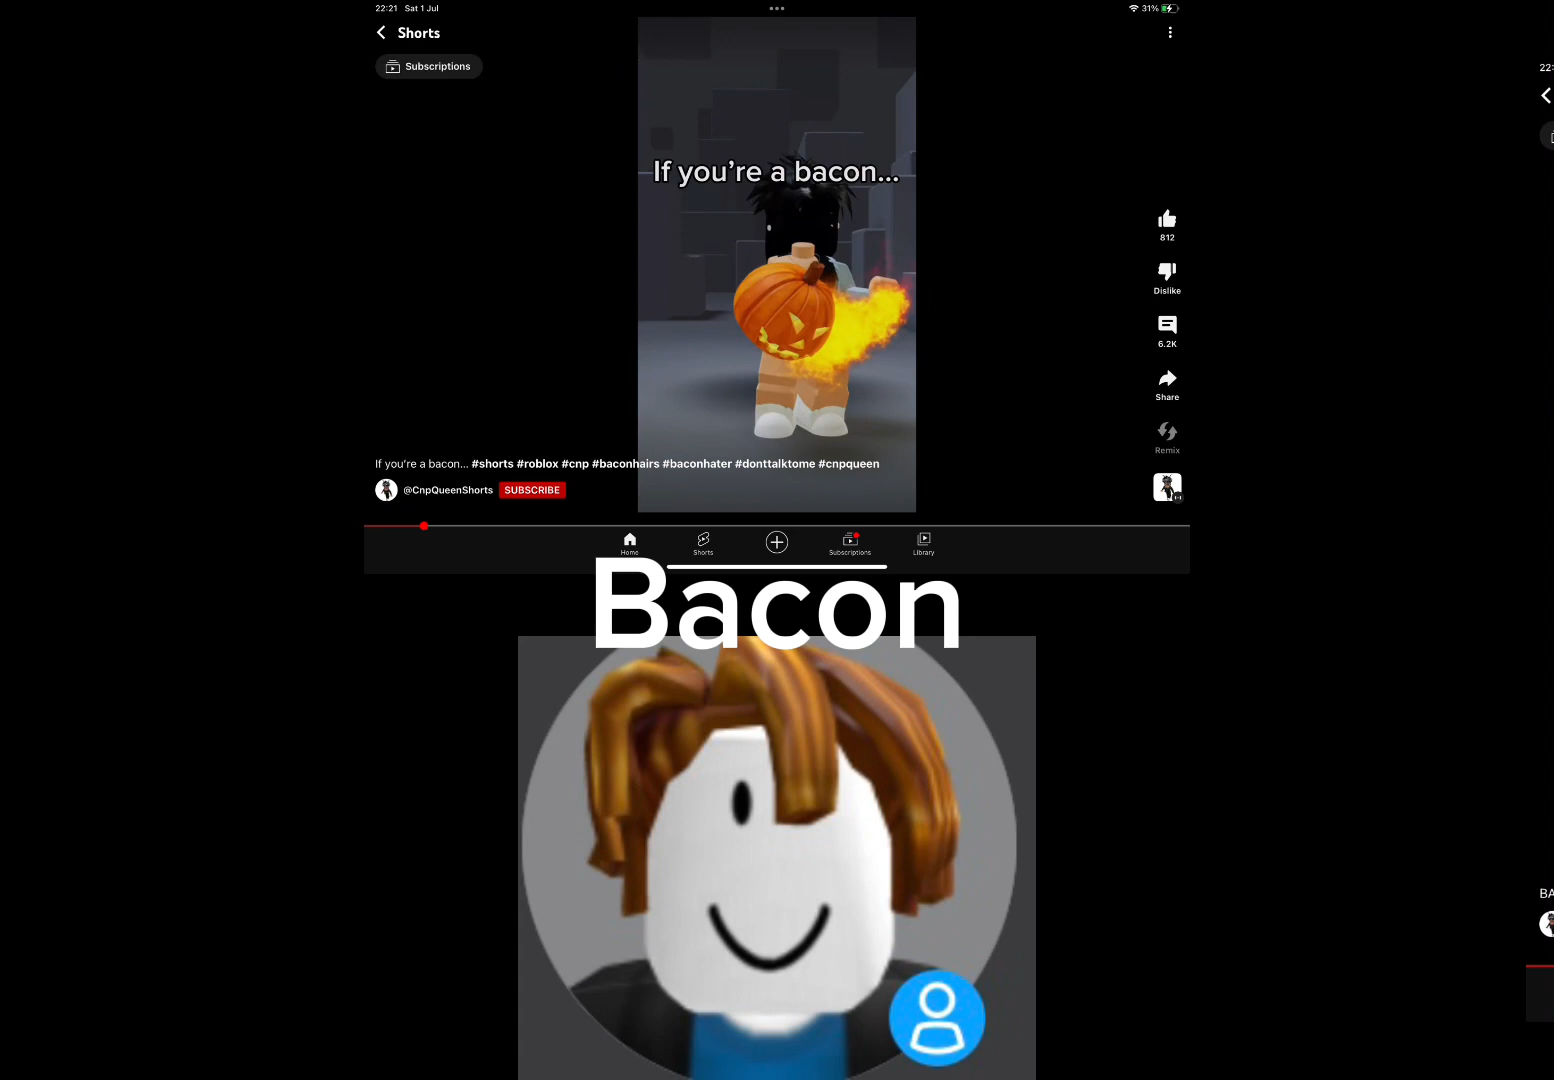 22:21 Sat 1 Jul
31%
Shorts
Subscriptions
If you're a bacon...
812
Dislike
6.2K
Share
Remix
If you're a bacon... #shorts #roblox #cnp #baconhairs #baconhater #donttalktome #cnpqueen
@CnpQueenShorts SUBSCRIBE
Home Shorts Subscriptions Library
Bacon
22:
BA